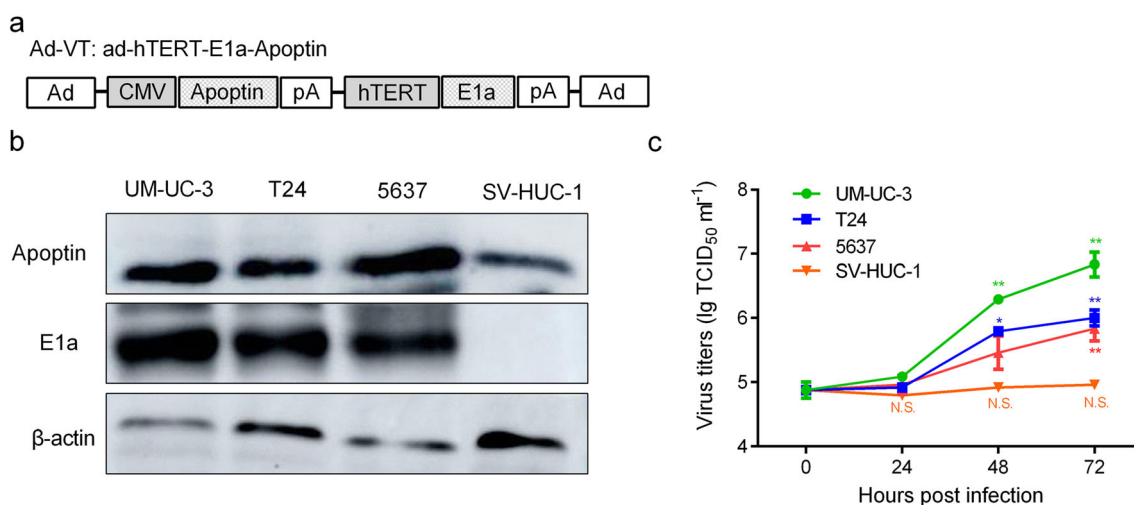 a
Ad-VT: ad-hTERT-E1a-Apoptin
Ad CMV Apoptin pA hTERT E1a pA Ad
b
UM-UC-3 T24 5637 SV-HUC-1
Apoptin
E1a
β-actin
c
Virus titers (lg TCID₅₀ ml⁻¹)
8
7
6
5
4
UM-UC-3
T24
5637
SV-HUC-1
**
**
*
**
**
N.S. N.S. N.S.
0 24 48 72
Hours post infection